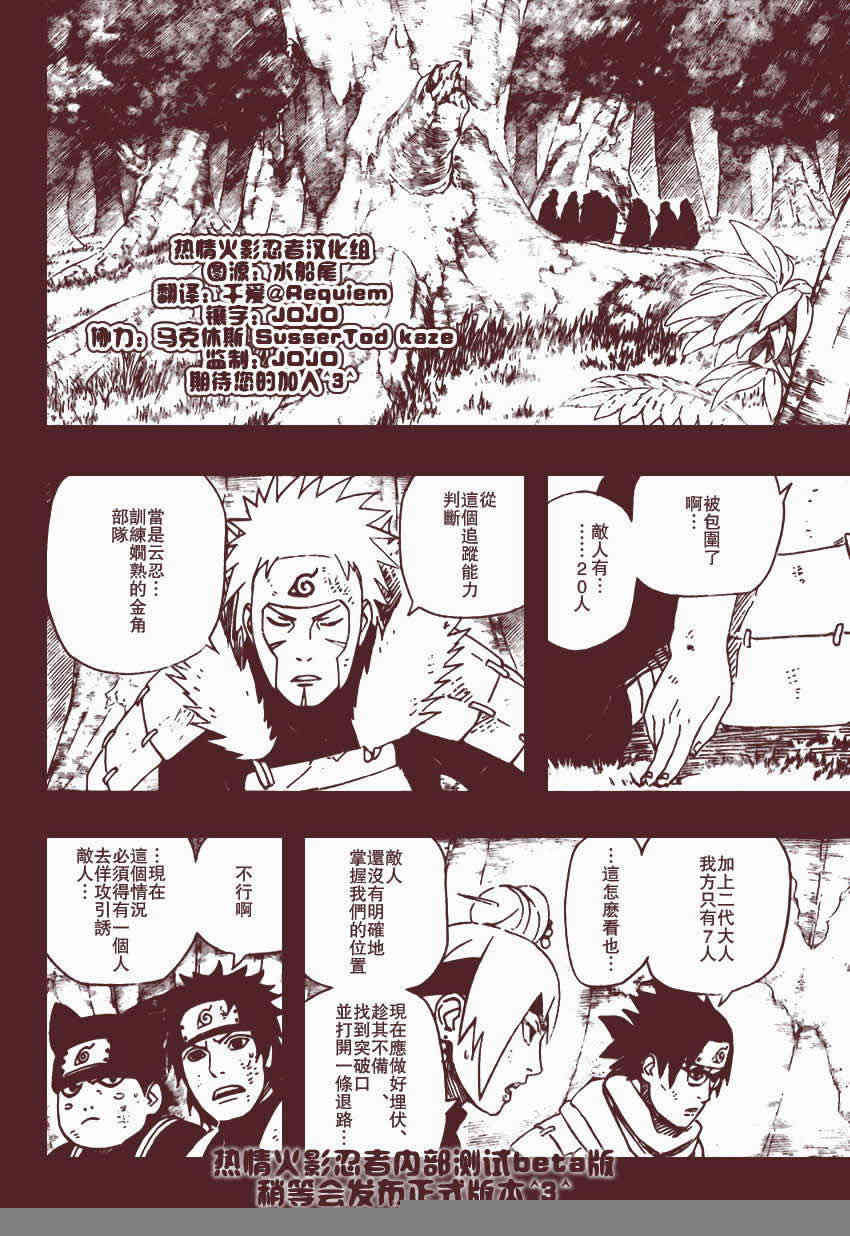 热情火影忍者汉化组
图源：水船尾
翻译：千爱@Requiem
镶字：JOJO
协力：马克休斯 SusserTod kaze
监制：JOJO
期待您的加入^3^
被包圍了
啊…
敵人有…
……20人
從
這個追蹤能力
判斷
當是云忍…
訓練嫺熟的金角
部隊
加上二代大人
我方只有7人
…這怎麽看也…
敵人
還沒有明確地
掌握我們的位置
現在應做好埋伏、
趁其不備、
找到突破口
並打開一條退路…
不行啊
…現在
這個情況
必須得有一個人
去佯攻引誘
敵人…
热情火影忍者内部测试beta版
稍等会发布正式版本^3^